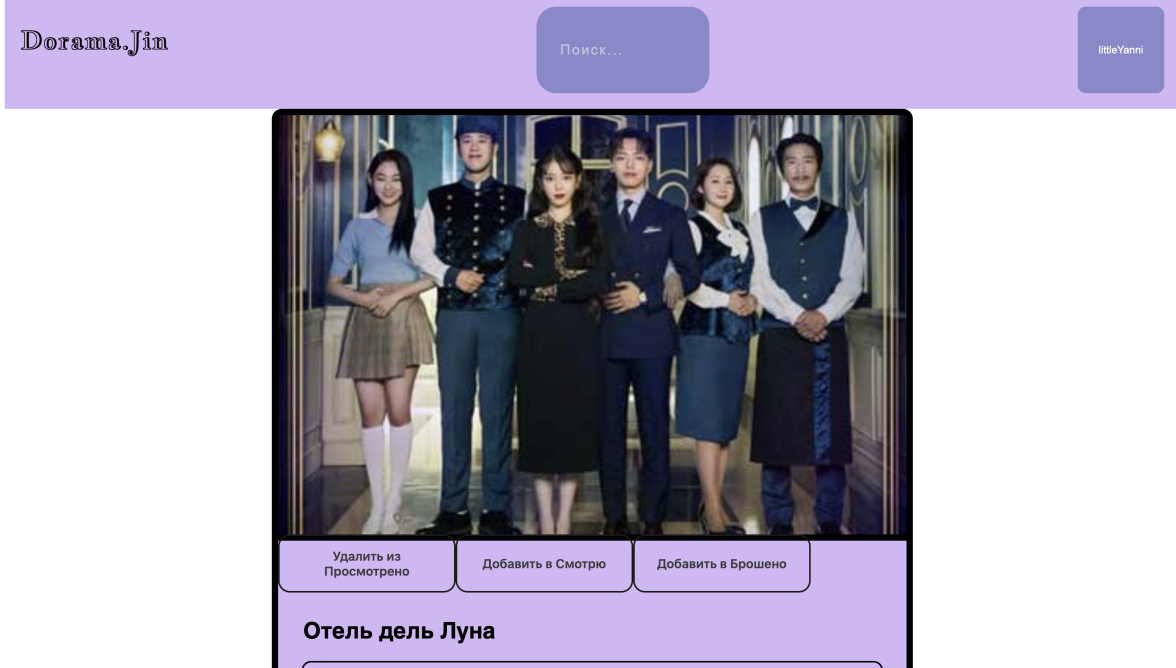 Dorama.Jin
Поиск...
littleYanni
Удалить из
Просмотрено
Добавить в Смотрю
Добавить в Брошено
Отель дель Луна